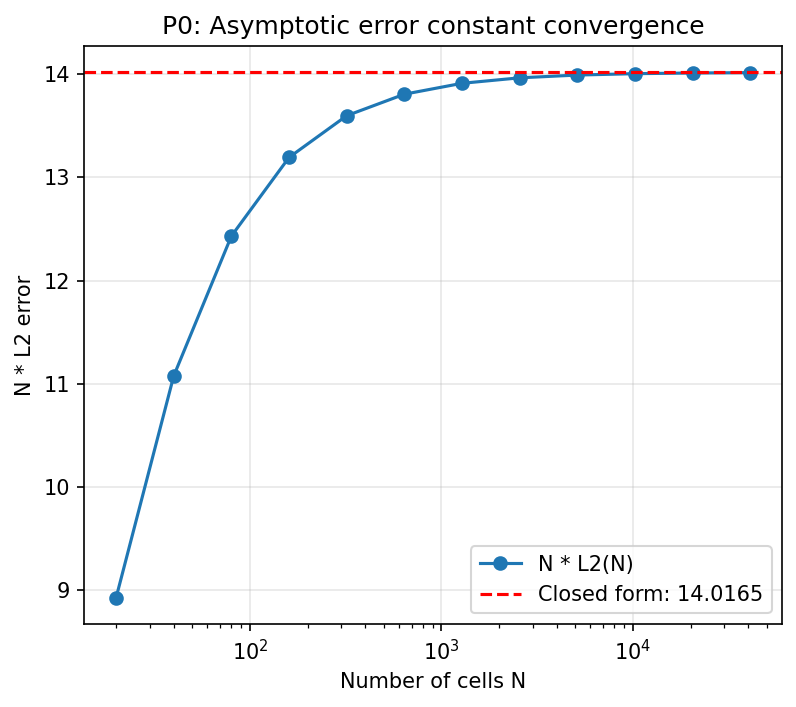 P0: Asymptotic error constant convergence
N * L2 error
14
13
12
11
10
9
N * L2(N)
Closed form: 14.0165
10²
10³
10⁴
Number of cells N